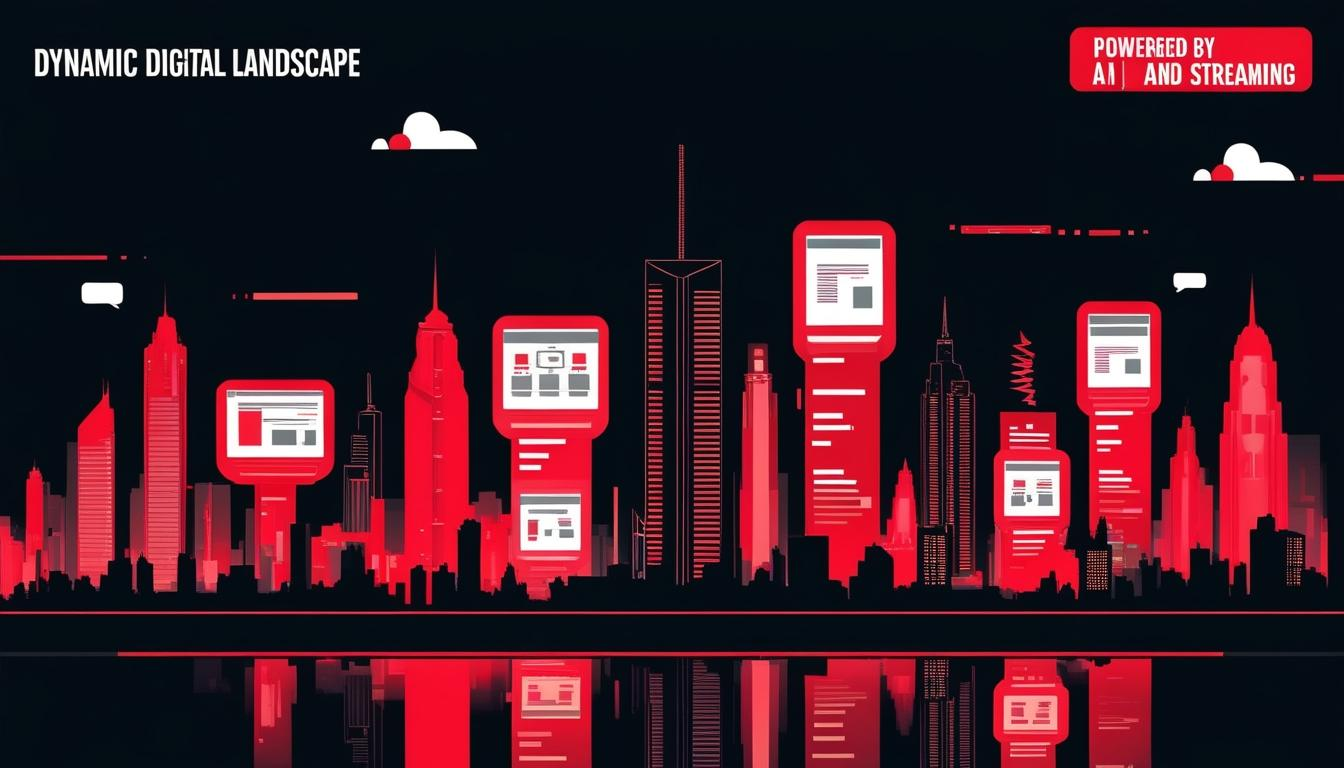 DYNAMIC DIGITAL LANDSCAPE
POWERED BY
AI | AND STREAMING